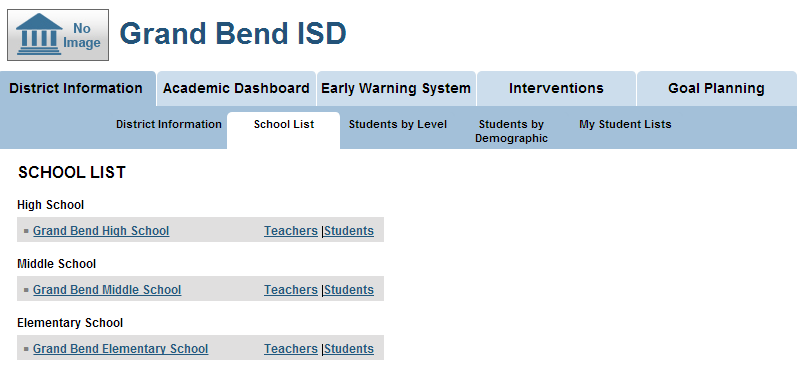 No
Image
Grand Bend ISD
District Information Academic Dashboard Early Warning System Interventions Goal Planning
District Information School List Students by Level Students by Demographic My Student Lists
SCHOOL LIST
High School
Grand Bend High School Teachers |Students
Middle School
Grand Bend Middle School Teachers |Students
Elementary School
Grand Bend Elementary School Teachers |Students